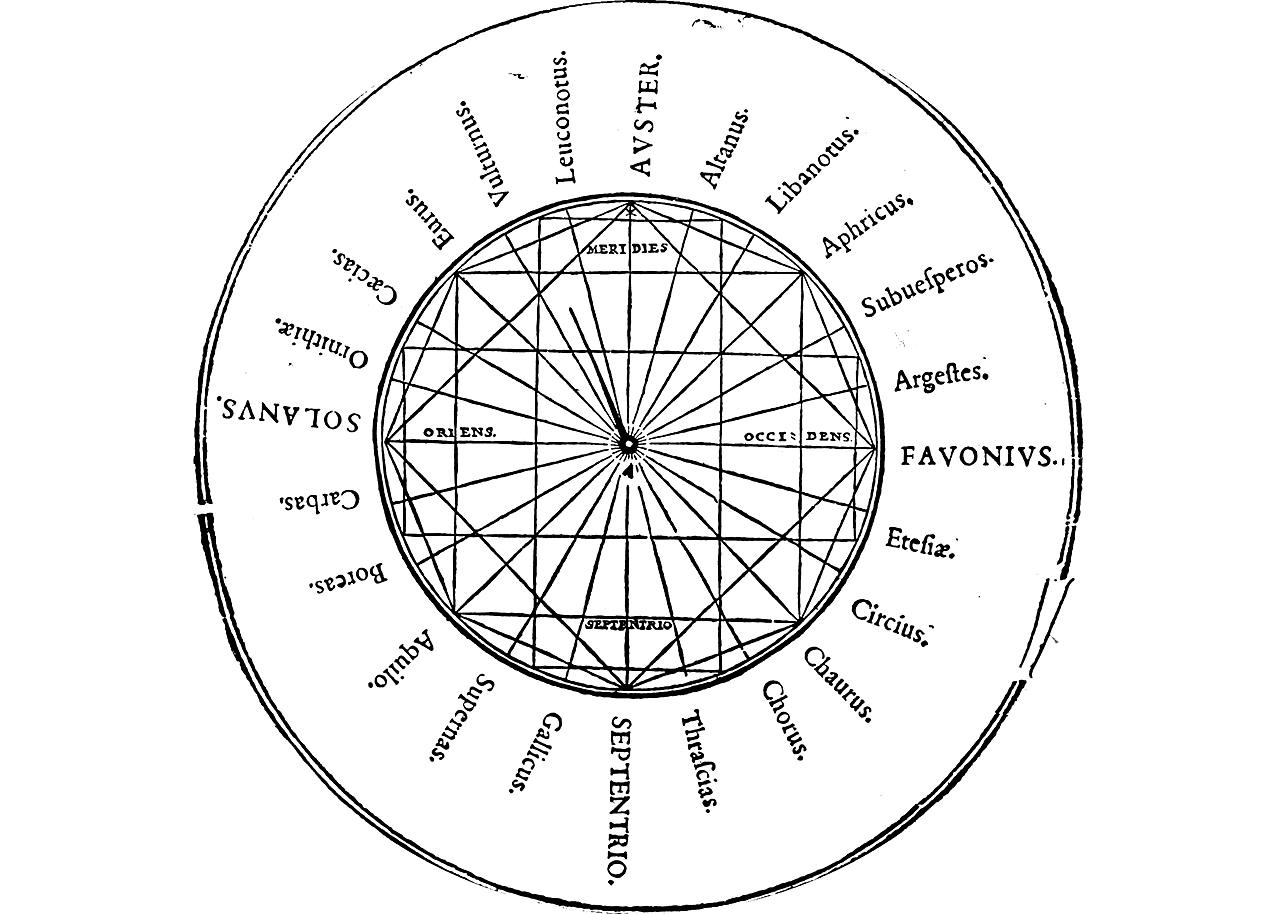 AVSTER.
Altanus.
Libanotus.
Aphricus.
Subueſperos.
Argeſtes.
FAVONIVS.
Eteſiæ.
Circius.
Chaurus.
Chorus.
Thraſcias.
SEPTENTRIO.
Gallicus.
Supernas.
Aquilo.
Boreas.
Carbas.
SOLANVS.
Ornithiæ.
Cæcias.
Eurus.
Vulturnus.
Leuconotus.
MERIDIES
ORIENS.
OCCIDENS.
A
SEPTENTRIO